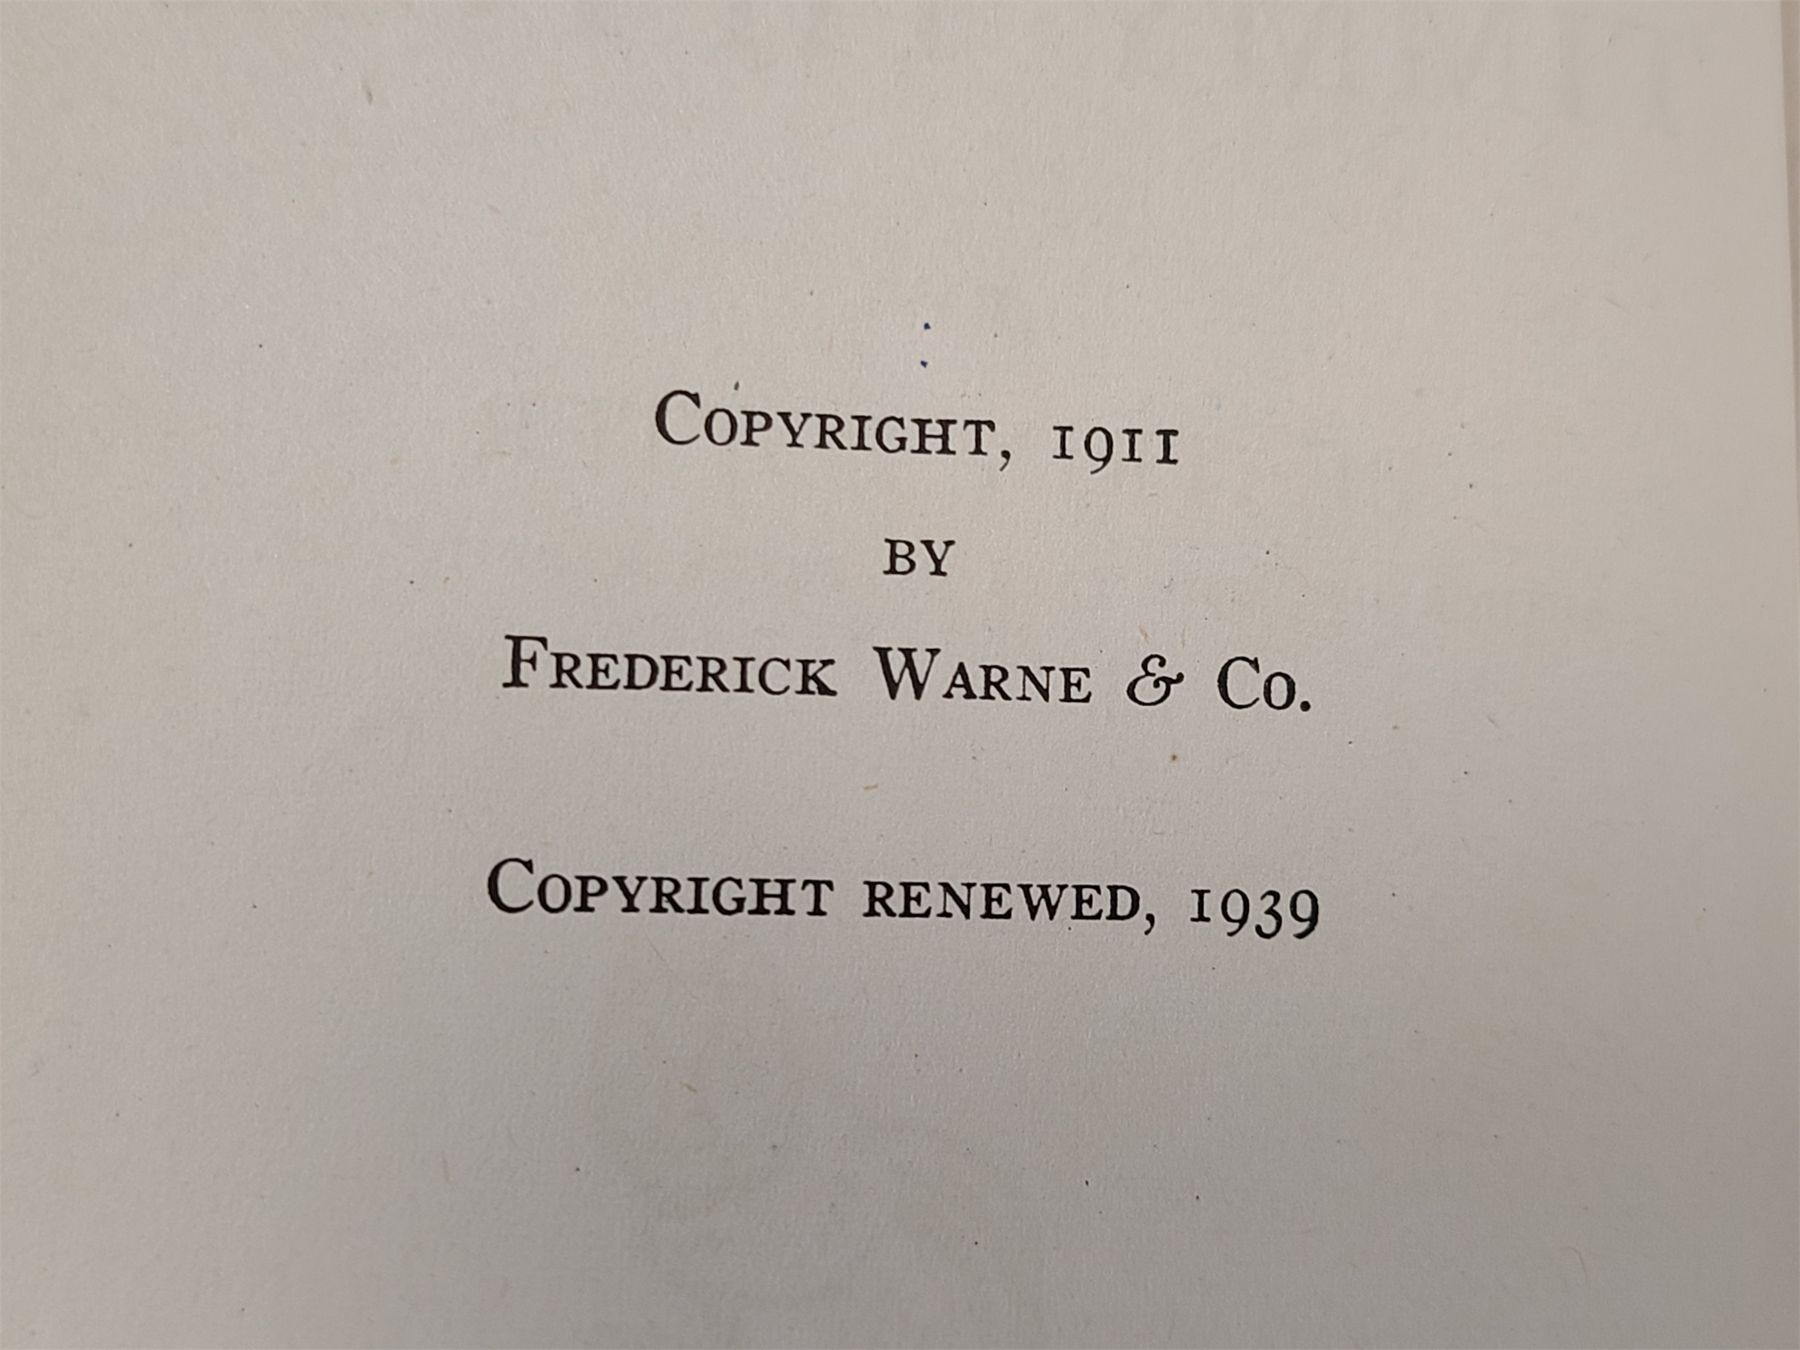 Copyright, 1911
by
Frederick Warne & Co.
Copyright renewed, 1939